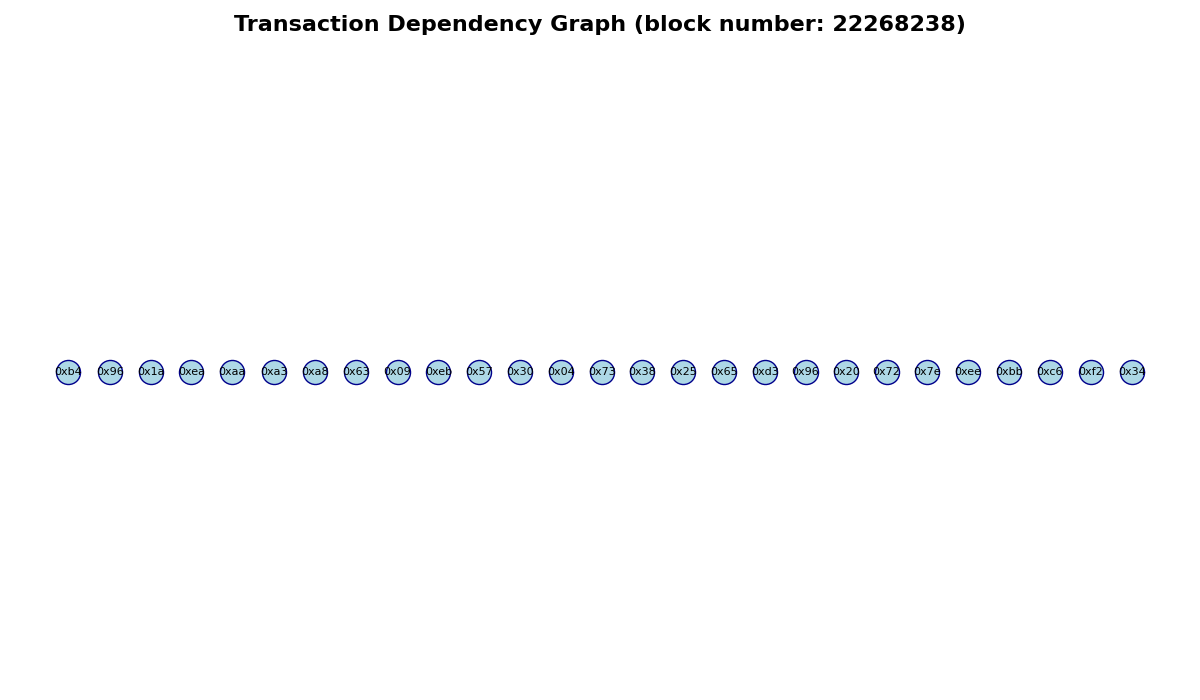 Transaction Dependency Graph (block number: 22268238)
0xb4 0x96 0x1a 0xea 0xaa 0xa3 0xa8 0x63 0x09 0xeb 0x57 0x30 0x04 0x73 0x38 0x25 0x65 0xd3 0x96 0x20 0x72 0x7e 0xee 0xbb 0xc6 0xf2 0x34